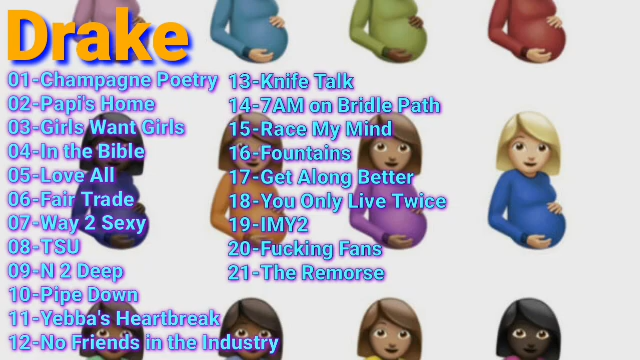 Drake
01-Champagne Poetry
02-Papi's Home
03-Girls Want Girls
04-In the Bible
05-Love All
06-Fair Trade
07-Way 2 Sexy
08-TSU
09-N 2 Deep
10-Pipe Down
11-Yebba's Heartbreak
12-No Friends in the Industry
13-Knife Talk
14-7AM on Bridle Path
15-Race My Mind
16-Fountains
17-Get Along Better
18-You Only Live Twice
19-IMY2
20-Fucking Fans
21-The Remorse